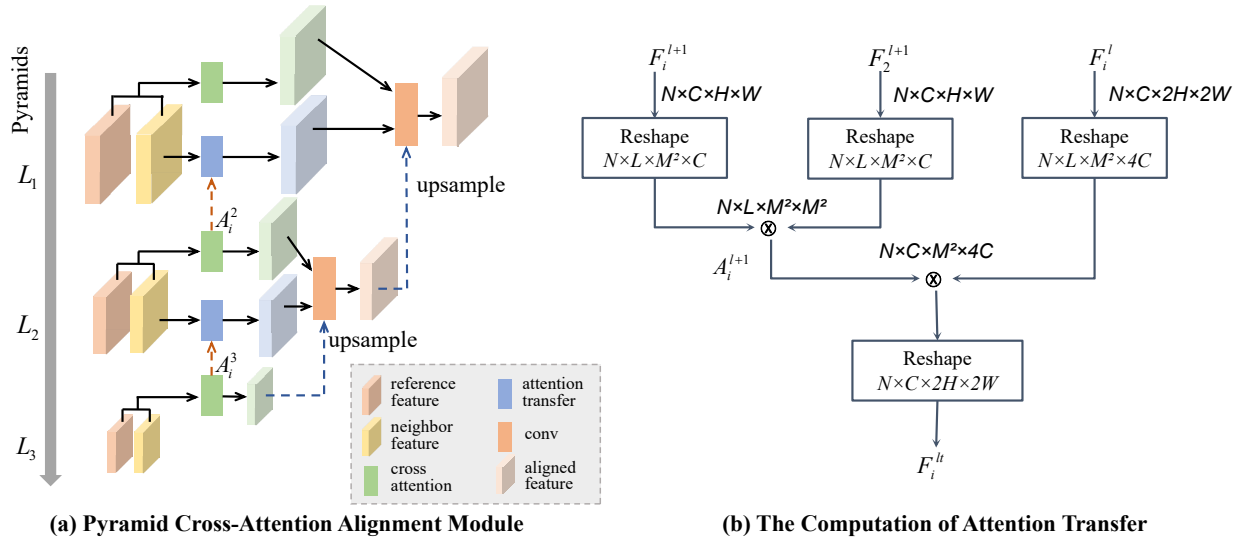 Pyramids
L₁
L₂
L₃
A_i^2
A_i^3
upsample
upsample
reference feature
attention transfer
neighbor feature
conv
cross attention
aligned feature
(a) Pyramid Cross-Attention Alignment Module
F_i^{l+1}
F_2^{l+1}
F_i^l
N×C×H×W
N×C×H×W
N×C×2H×2W
Reshape
N×L×M²×C
Reshape
N×L×M²×C
Reshape
N×L×M²×4C
N×L×M²×M²
⊗
A_i^{l+1}
N×C×M²×4C
⊗
Reshape
N×C×2H×2W
F_i^{lt}
(b) The Computation of Attention Transfer